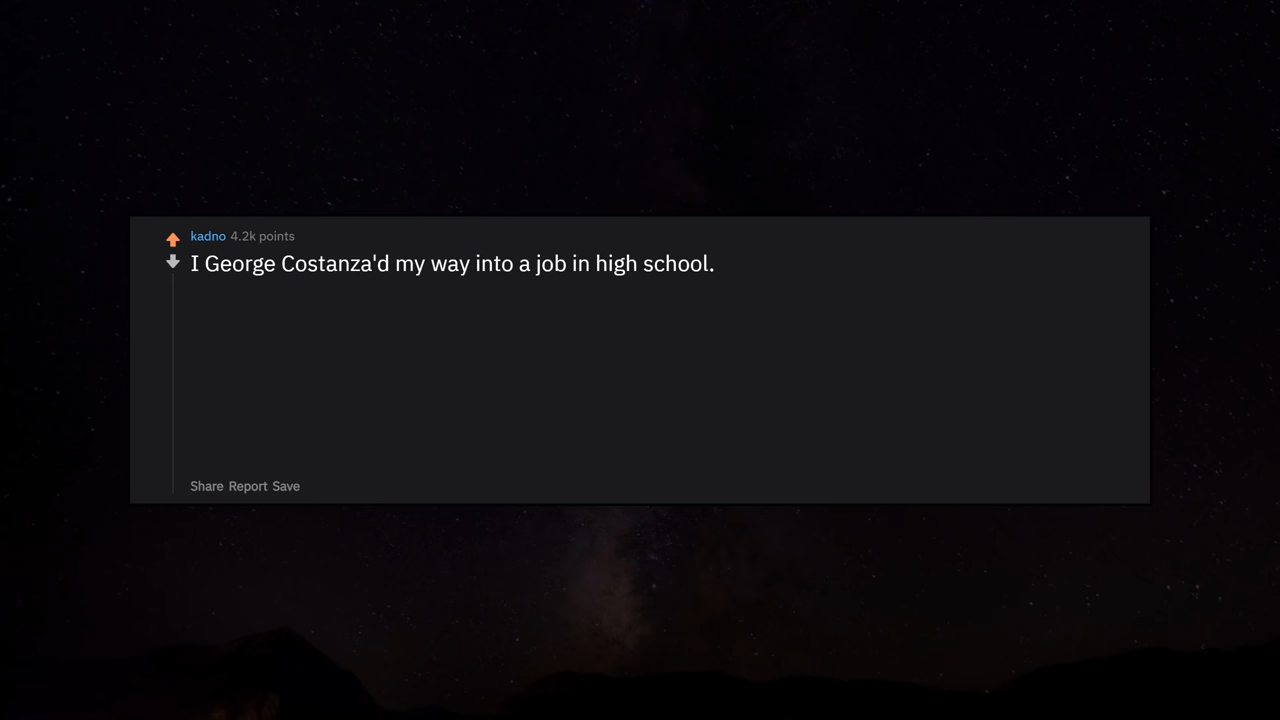 kadno 4.2k points
I George Costanza'd my way into a job in high school.
Share Report Save